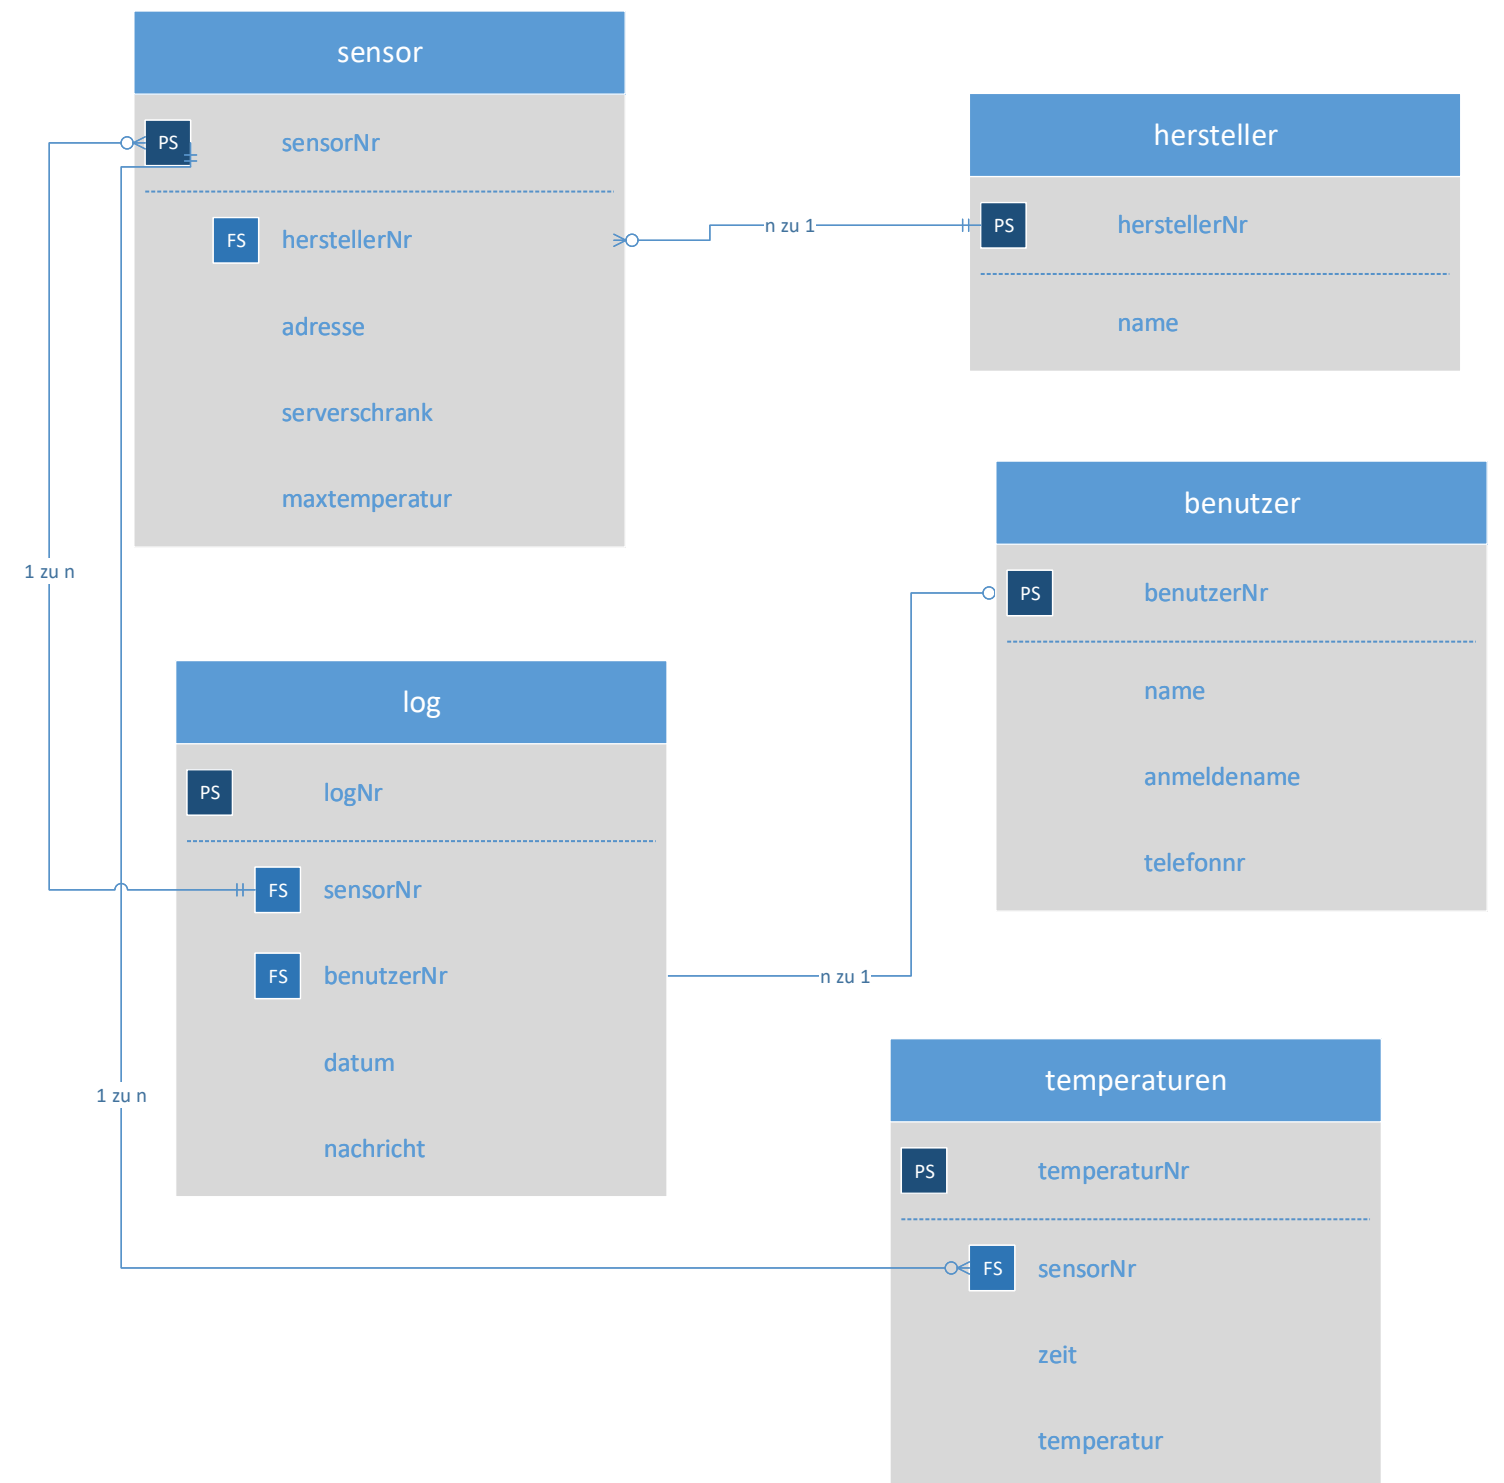 sensor
PS sensorNr
FS herstellerNr
adresse
serverschrank
maxtemperatur
hersteller
PS herstellerNr
name
n zu 1
benutzer
PS benutzerNr
name
anmeldename
telefonnr
1 zu n
log
PS logNr
FS sensorNr
FS benutzerNr
datum
nachricht
n zu 1
1 zu n
temperaturen
PS temperaturNr
FS sensorNr
zeit
temperatur